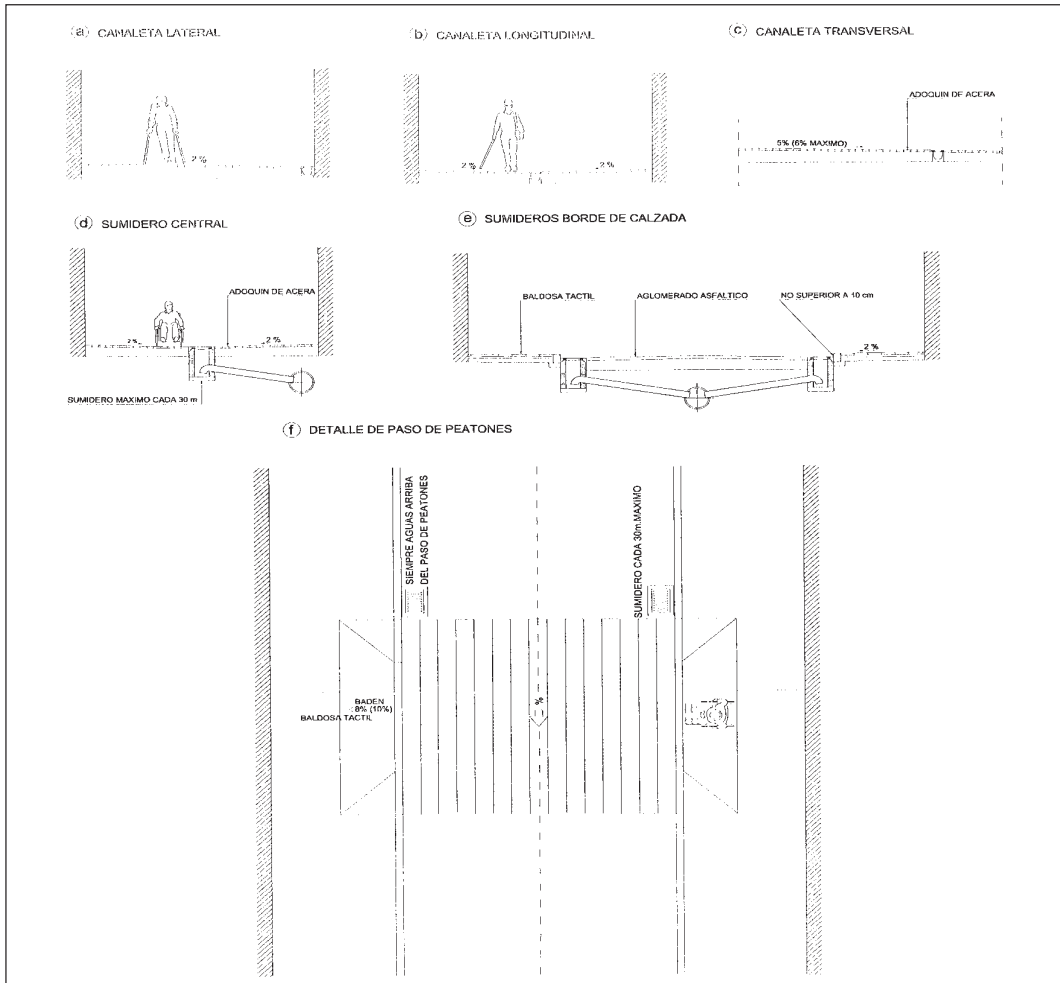 (a) CANALETA LATERAL
(b) CANALETA LONGITUDINAL
(c) CANALETA TRANSVERSAL
2 %
2 %
2 %
ADOQUIN DE ACERA
5% (6% MAXIMO)
(d) SUMIDERO CENTRAL
ADOQUIN DE ACERA
2 %
2 %
SUMIDERO MAXIMO CADA 30 m
(e) SUMIDEROS BORDE DE CALZADA
BALDOSA TACTIL
AGLOMERADO ASFALTICO
NO SUPERIOR A 10 cm
2 %
(f) DETALLE DE PASO DE PEATONES
SIEMPRE AGUAS ARRIBA
DEL PASO DE PEATONES
SUMIDERO CADA 30m.MAXIMO
BADEN
8% (10%)
BALDOSA TACTIL
%